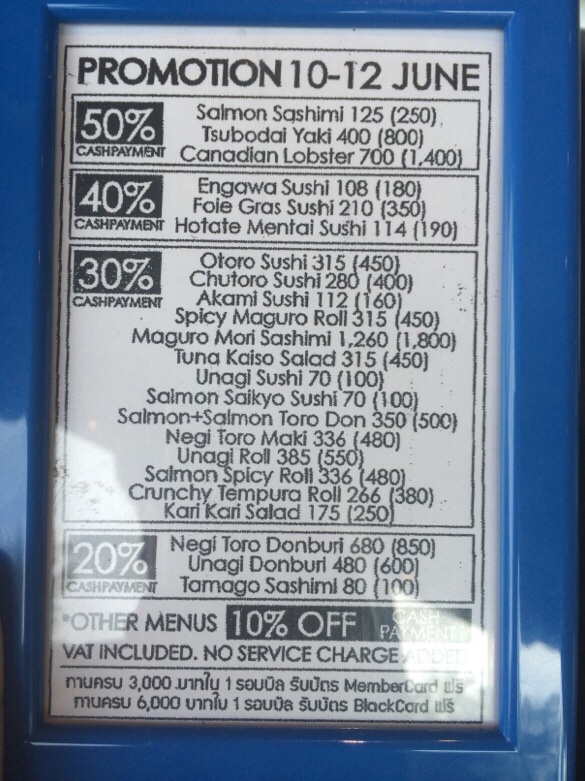 PROMOTION 10-12 JUNE
50%
CASHPAYMENT
Salmon Sashimi 125 (250)
Tsubodai Yaki 400 (800)
Canadian Lobster 700 (1,400)
40%
CASHPAYMENT
Engawa Sushi 108 (180)
Foie Gras Sushi 210 (350)
Hotate Mentai Sushi 114 (190)
30%
CASHPAYMENT
Otoro Sushi 315 (450)
Chutoro Sushi 280 (400)
Akami Sushi 112 (160)
Spicy Maguro Roll 315 (450)
Maguro Mori Sashimi 1,260 (1,800)
Tuna Kaiso Salad 315 (450)
Unagi Sushi 70 (100)
Salmon Saikyo Sushi 70 (100)
Salmon+Salmon Toro Don 350 (500)
Negi Toro Maki 336 (480)
Unagi Roll 385 (550)
Salmon Spicy Roll 336 (480)
Crunchy Tempura Roll 266 (380)
Kari Kari Salad 175 (250)
20%
CASHPAYMENT
Negi Toro Donburi 680 (850)
Unagi Donburi 480 (600)
Tamago Sashimi 80 (100)
*OTHER MENUS 10% OFF CASH PAYMENT
VAT INCLUDED. NO SERVICE CHARGE ADDED
ทานครบ 3,000 บาทใน 1 รอบบิล รับบัตร MemberCard ฟรี
ทานครบ 6,000 บาทใน 1 รอบบิล รับบัตร BlackCard ฟรี